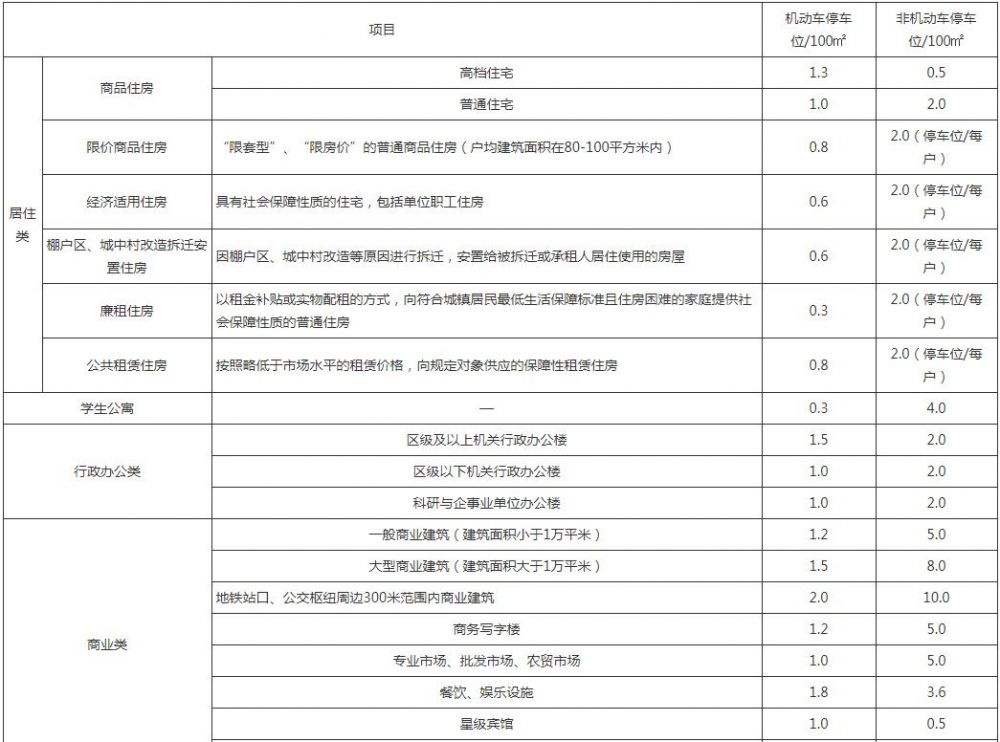 项目
机动车停车
位/100㎡
非机动车停车
位/100㎡
居住
类
商品住房
高档住宅
1.3
0.5
普通住宅
1.0
2.0
限价商品住房
“限套型”、“限房价”的普通商品住房（户均建筑面积在80-100平方米内）
0.8
2.0（停车位/每
户）
经济适用住房
具有社会保障性质的住宅，包括单位职工住房
0.6
2.0（停车位/每
户）
棚户区、城中村改造拆迁安
置住房
因棚户区、城中村改造等原因进行拆迁，安置给被拆迁或承租人居住使用的房屋
0.6
2.0（停车位/每
户）
廉租住房
以租金补贴或实物配租的方式，向符合城镇居民最低生活保障标准且住房困难的家庭提供社
会保障性质的普通住房
0.3
2.0（停车位/每
户）
公共租赁住房
按照略低于市场水平的租赁价格，向规定对象供应的保障性租赁住房
0.8
2.0（停车位/每
户）
学生公寓
—
0.3
4.0
行政办公类
区级及以上机关行政办公楼
1.5
2.0
区级以下机关行政办公楼
1.0
2.0
科研与企事业单位办公楼
1.0
2.0
商业类
一般商业建筑（建筑面积小于1万平米）
1.2
5.0
大型商业建筑（建筑面积大于1万平米）
1.5
8.0
地铁站口、公交枢纽周边300米范围内商业建筑
2.0
10.0
商务写字楼
1.2
5.0
专业市场、批发市场、农贸市场
1.0
5.0
餐饮、娱乐设施
1.8
3.6
星级宾馆
1.0
0.5